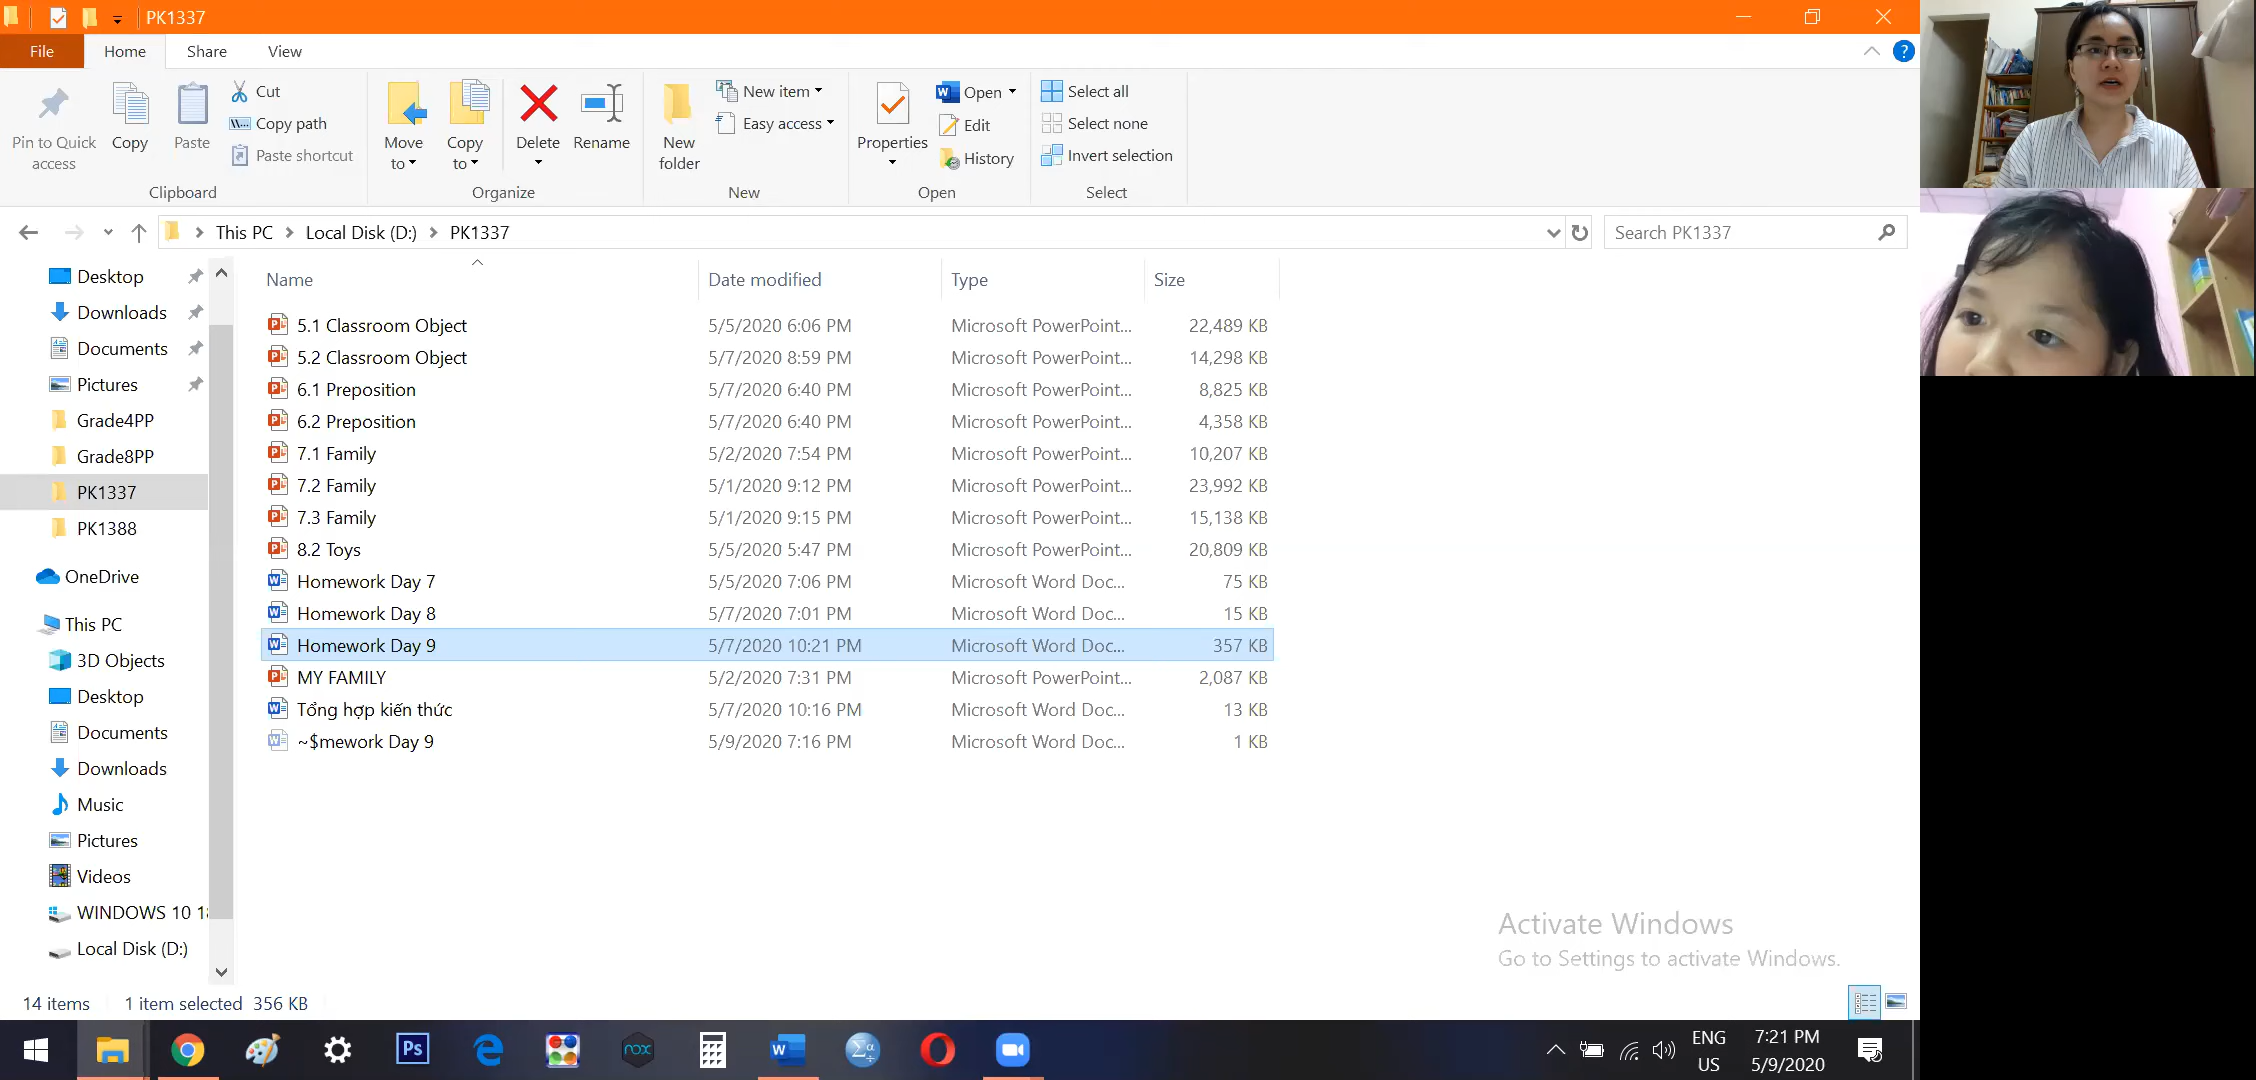 PK1337
File Home Share View
Pin to Quick access
Copy
Paste
Cut
Copy path
Paste shortcut
Clipboard
Move to
Copy to
Delete
Rename
Organize
New folder
New item
Easy access
New
Properties
Open
Edit
History
Open
Select all
Select none
Invert selection
Select
This PC Local Disk (D:) PK1337
Search PK1337
Desktop
Downloads
Documents
Pictures
Grade4PP
Grade8PP
PK1337
PK1388
OneDrive
This PC
3D Objects
Desktop
Documents
Downloads
Music
Pictures
Videos
WINDOWS 10
Local Disk (D:)
Name Date modified Type Size
5.1 Classroom Object 5/5/2020 6:06 PM Microsoft PowerPoint... 22,489 KB
5.2 Classroom Object 5/7/2020 8:59 PM Microsoft PowerPoint... 14,298 KB
6.1 Preposition 5/7/2020 6:40 PM Microsoft PowerPoint... 8,825 KB
6.2 Preposition 5/7/2020 6:40 PM Microsoft PowerPoint... 4,358 KB
7.1 Family 5/2/2020 7:54 PM Microsoft PowerPoint... 10,207 KB
7.2 Family 5/1/2020 9:12 PM Microsoft PowerPoint... 23,992 KB
7.3 Family 5/1/2020 9:15 PM Microsoft PowerPoint... 15,138 KB
8.2 Toys 5/5/2020 5:47 PM Microsoft PowerPoint... 20,809 KB
Homework Day 7 5/5/2020 7:06 PM Microsoft Word Doc... 75 KB
Homework Day 8 5/7/2020 7:01 PM Microsoft Word Doc... 15 KB
Homework Day 9 5/7/2020 10:21 PM Microsoft Word Doc... 357 KB
MY FAMILY 5/2/2020 7:31 PM Microsoft PowerPoint... 2,087 KB
Tổng hợp kiến thức 5/7/2020 10:16 PM Microsoft Word Doc... 13 KB
~$mework Day 9 5/9/2020 7:16 PM Microsoft Word Doc... 1 KB
Activate Windows
Go to Settings to activate Windows.
14 items 1 item selected 356 KB
Ps
nox
W
ENG
US
7:21 PM
5/9/2020